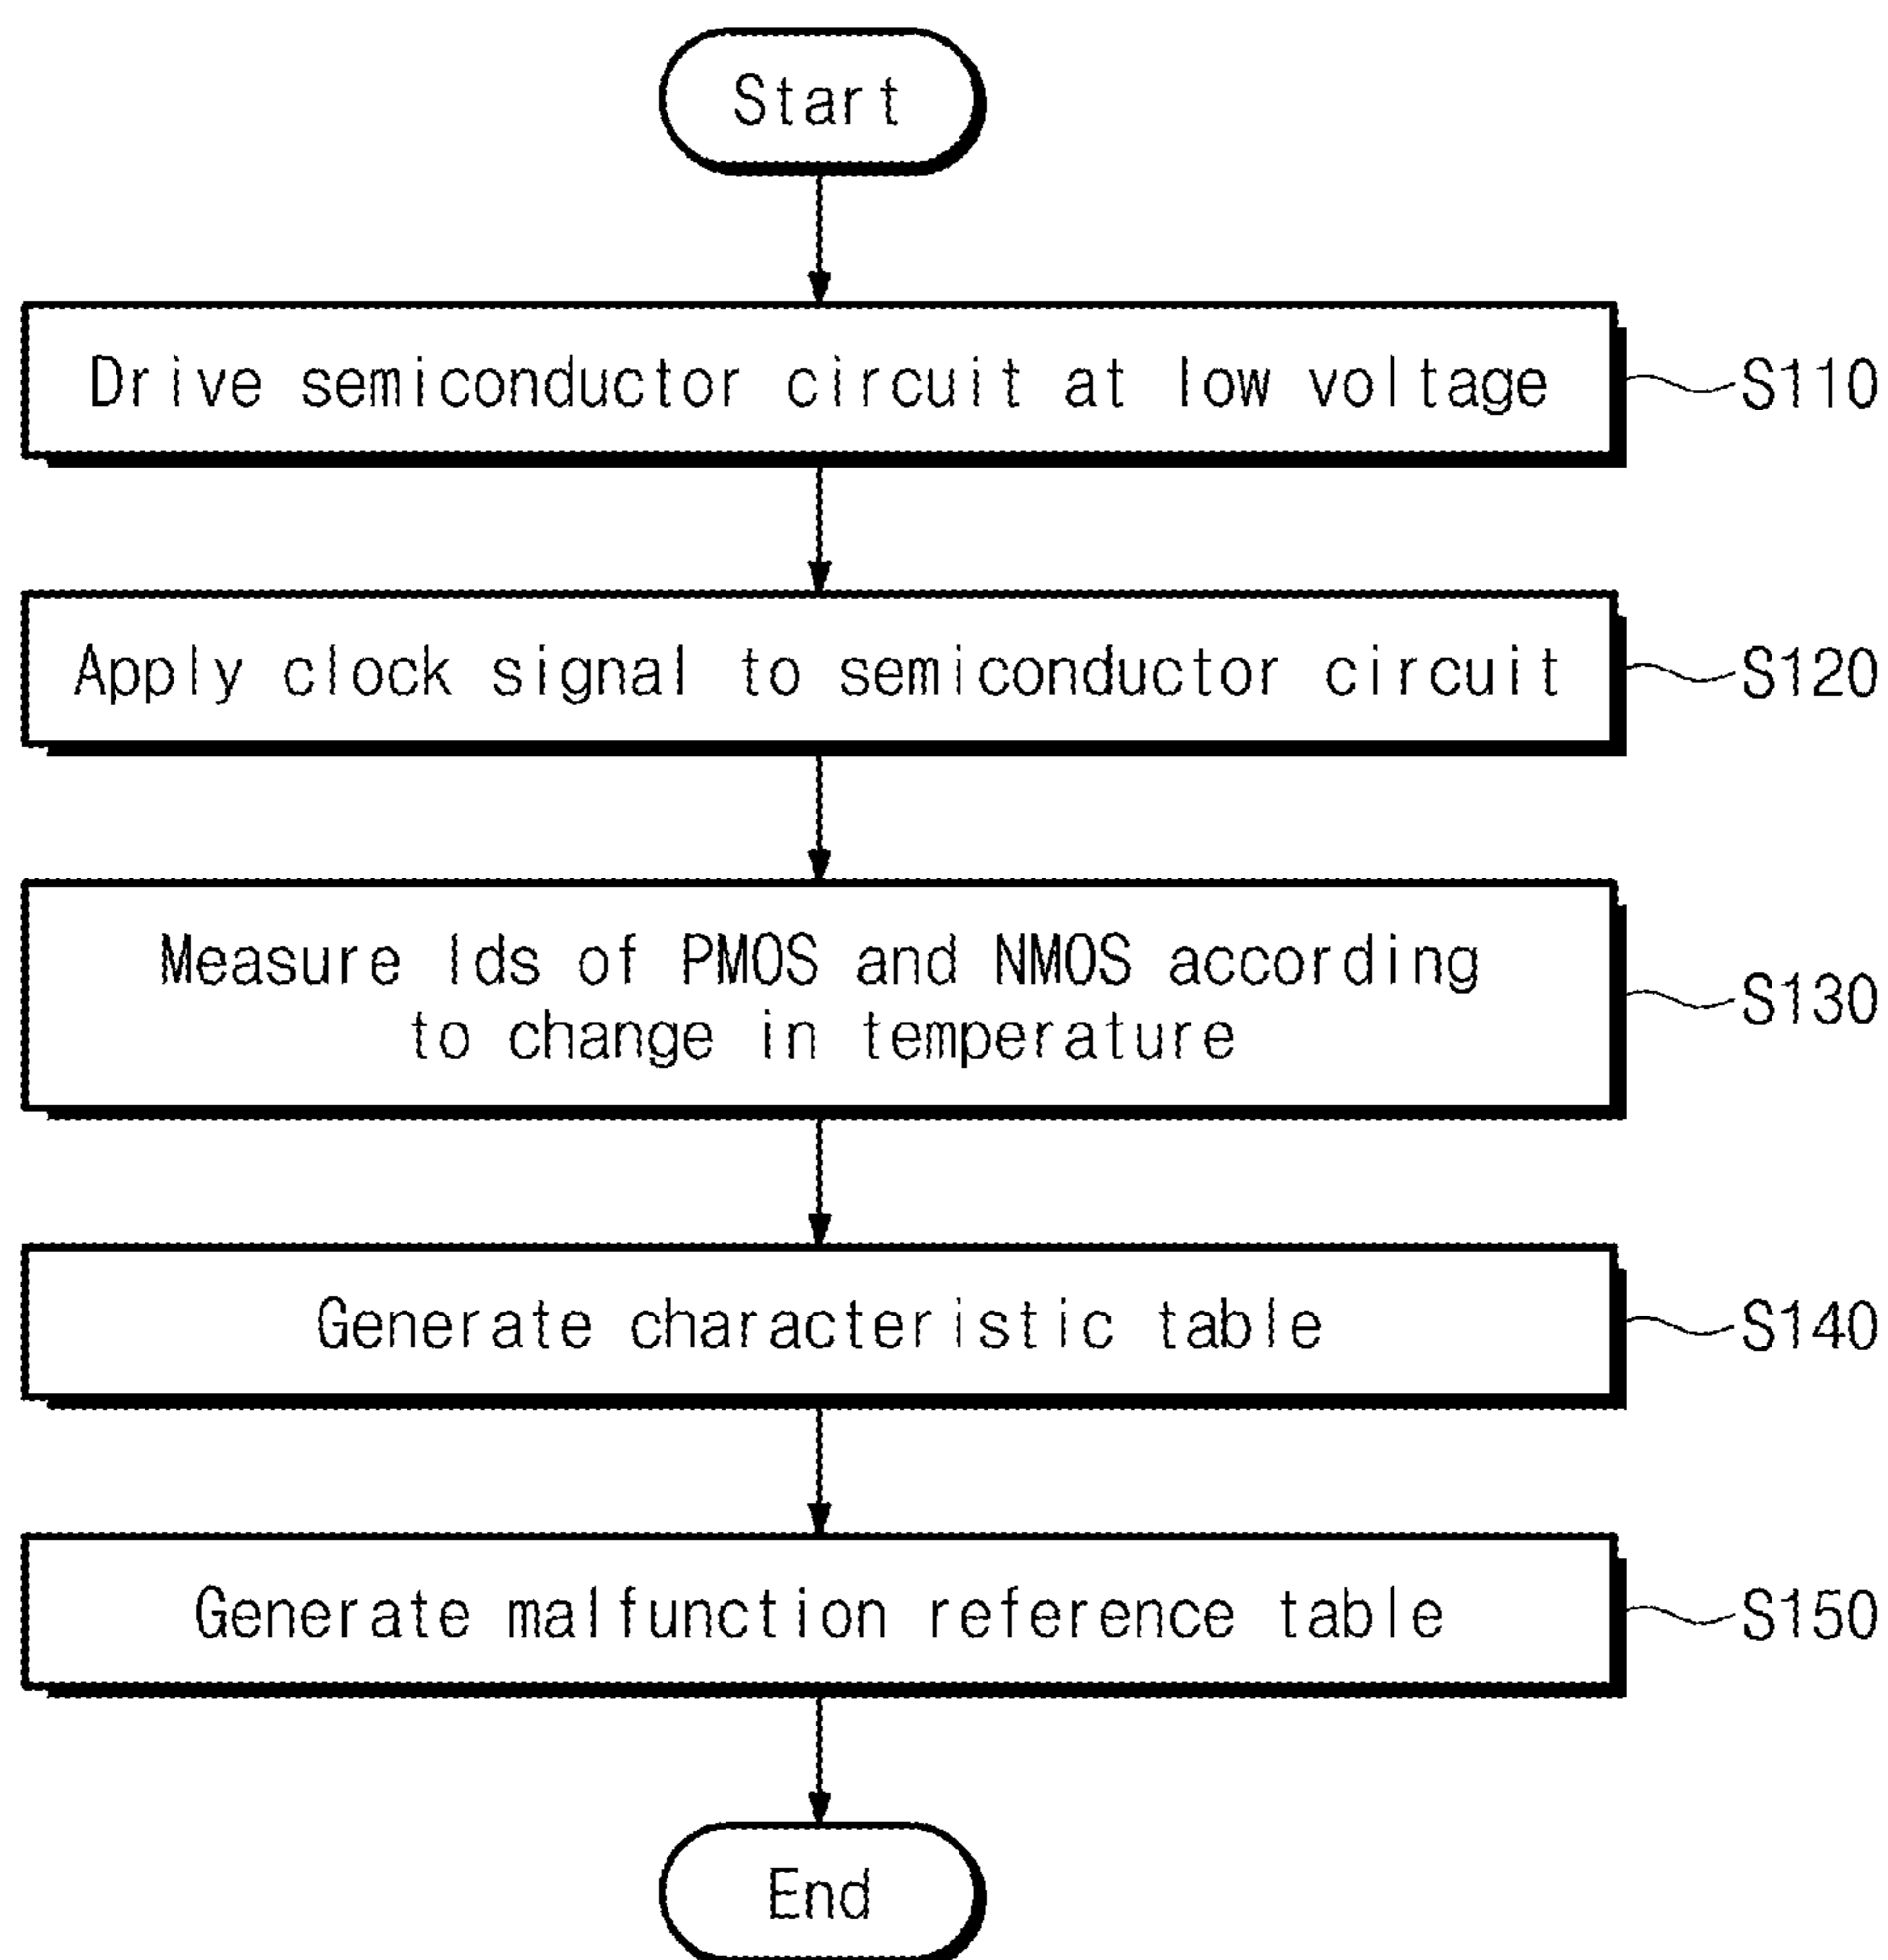 Start
Drive semiconductor circuit at low voltage
S110
Apply clock signal to semiconductor circuit
S120
Measure Ids of PMOS and NMOS according
to change in temperature
S130
Generate characteristic table
S140
Generate malfunction reference table
S150
End